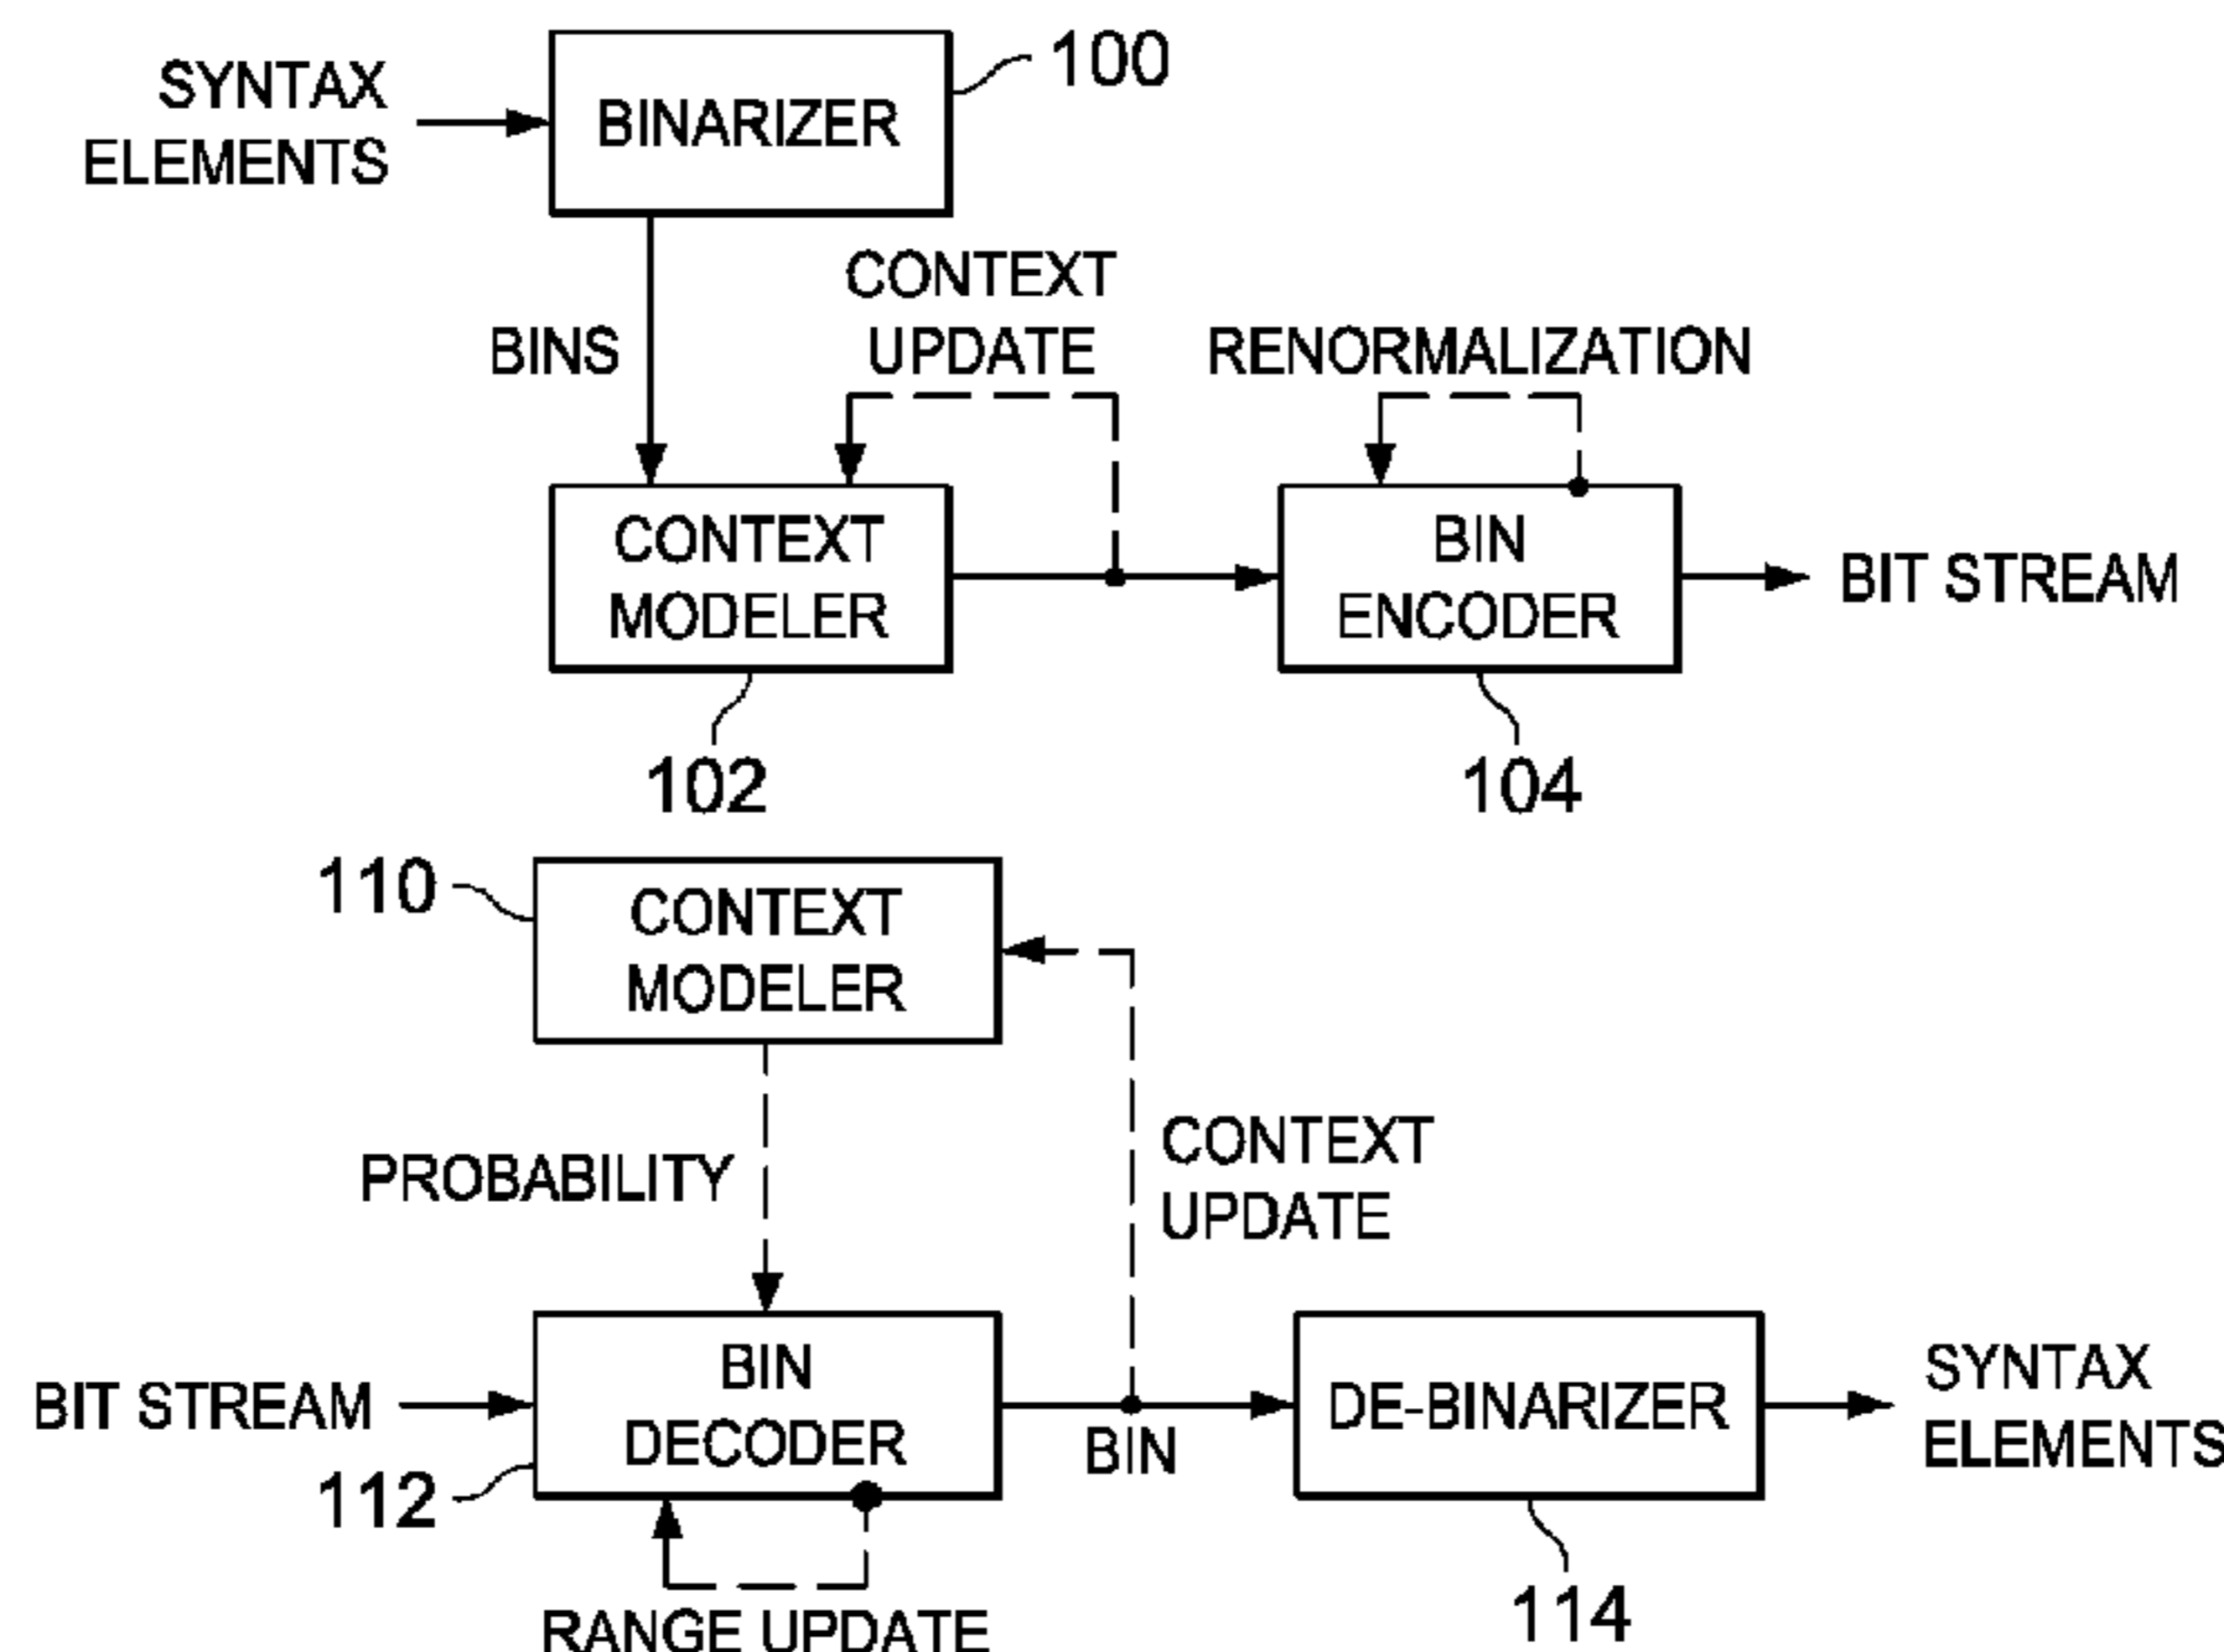 SYNTAX
ELEMENTS
BINARIZER
100
BINS
CONTEXT
UPDATE
RENORMALIZATION
CONTEXT
MODELER
BIN
ENCODER
BIT STREAM
102
104
110
CONTEXT
MODELER
PROBABILITY
CONTEXT
UPDATE
BIT STREAM
BIN
DECODER
112
BIN
DE-BINARIZER
SYNTAX
ELEMENTS
RANGE UPDATE
114